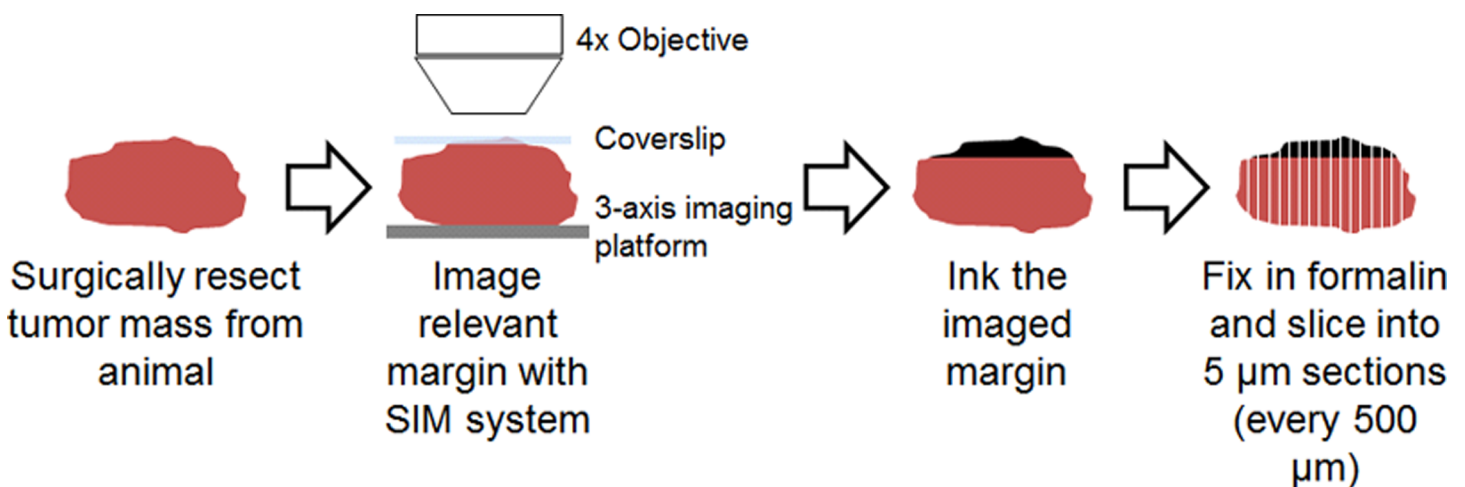 4x Objective
Coverslip
3-axis imaging
platform
Surgically resect
tumor mass from
animal
Image
relevant
margin with
SIM system
Ink the
imaged
margin
Fix in formalin
and slice into
5 μm sections
(every 500
μm)